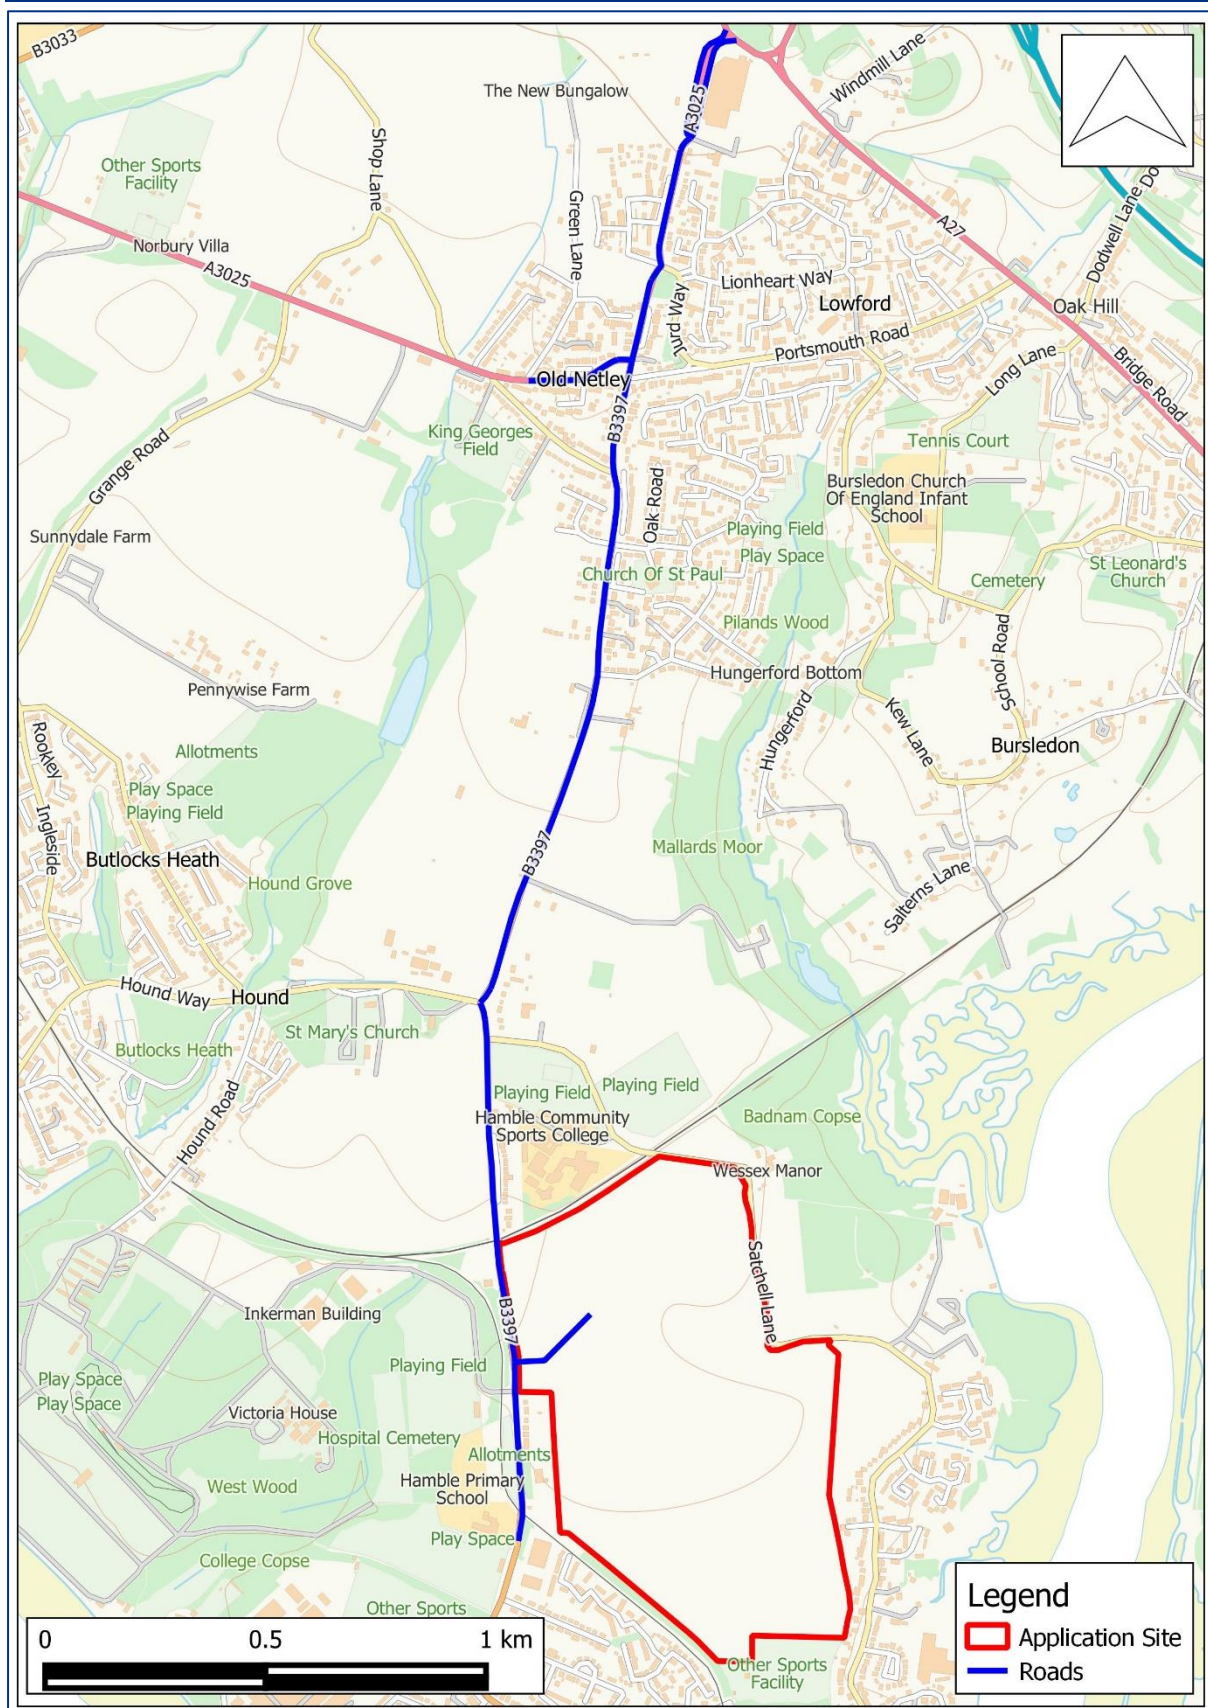 B3033
The New Bungalow
Windmill Lane
A3025
Shop Lane
Other Sports
Facility
Green Lane
Norbury Villa
A3025
A27
Dodwell Lane
Do
Lionheart Way
Lowford
Oak Hill
Jurd Way
Portsmouth Road
Long Lane
Bridge Road
Old Netley
B3397
King Georges
Field
Tennis Court
Grange Road
Oak Road
Bursledon Church
Of England Infant
School
Sunnydale Farm
Playing Field
Play Space
Church Of St Paul
Cemetery
St Leonard's
Church
Pilands Wood
School Road
Hungerford Bottom
Pennywise Farm
Hungerford
Kew Lane
Bursledon
Rookley
Allotments
Play Space
Playing Field
Ingleside
B3397
Mallards Moor
Butlocks Heath
Hound Grove
Salterns Lane
Hound Way
Hound
St Mary's Church
Butlocks Heath
Hound Road
Playing Field
Playing Field
Hamble Community
Sports College
Badnam Copse
Wessex Manor
Satchell Lane
B3397
Inkerman Building
Playing Field
Play Space
Play Space
Victoria House
Hospital Cemetery
Allotments
West Wood
Hamble Primary
School
Play Space
College Copse
Other Sports
Other Sports
Facility
0 0.5 1 km
Legend
Application Site
Roads